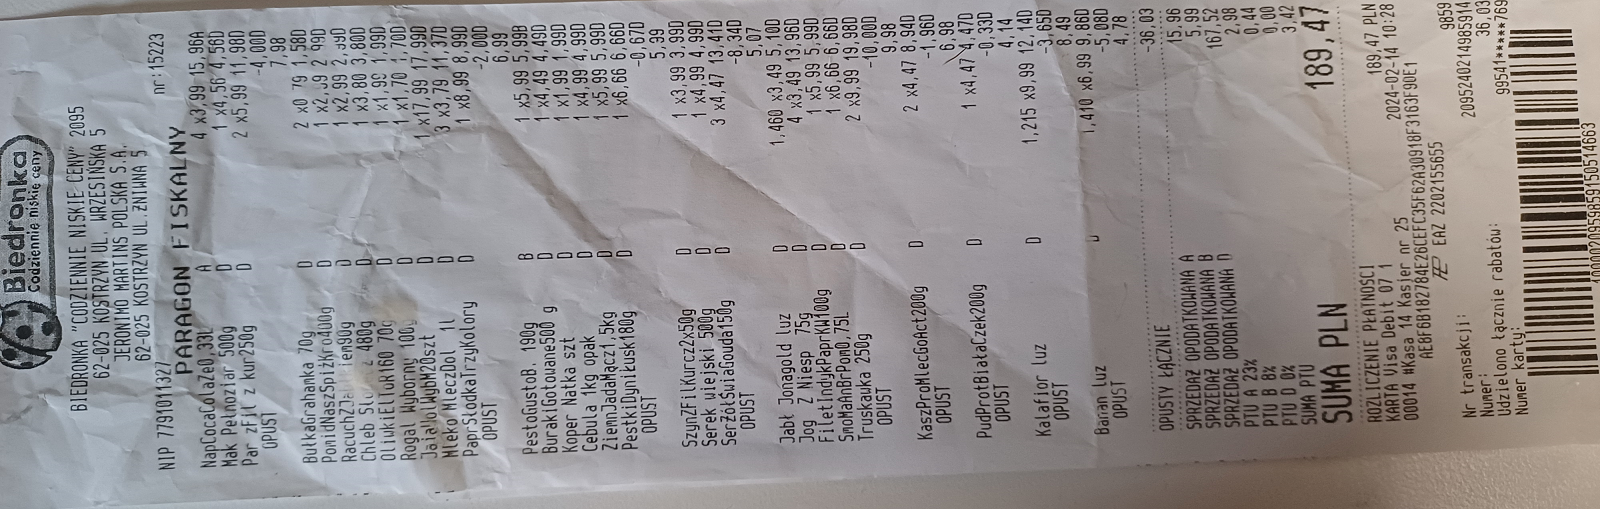 Biedronka
Codziennie niskie ceny
BIEDRONKA "CODZIENNIE NISKIE CENY" 2095
62-025 KOSTRZYN UL. WRZESIŃSKA 5
JERONIMO MARTINS POLSKA S.A.
62-025 KOSTRZYN UL.ŻNIWNA 5
NIP 7791011327 nr:15223
PARAGON FISKALNY
NapCocaCola2e0,33L A 4 x3,99 15,96A
Mak Pełnoziar 500g D 1 x4,56 4,56D
Par zFil z kur250g D 2 x5,99 11,98D
OPUST -4,00D
7,98
BułkaGrahamka 70g D 2 x0 79 1,58D
PomidNaszSpiżKro400g D 1 x2,99 2 99D
90g D 1 x2,99 2,99D
Chleb 480g D 1 x3,80 3,80D
70g D 1 x1,99 1,99D
Rogal Wyborny 100g D 1 x1,70 1,70D
20szt D 1 x17,99 17,99D
Mleko D 3 x3,79 11 37D
PaprSłodkaTrzyKolory D 1 x8,99 8 99D
OPUST -2,00D
6,99
PestoGustoB. 190g B 1 x5,99 5,99B
BurakiGotowane500 g D 1 x4,49 4,49D
Koper Natka szt D 1 x1,99 1,99D
Cebula 1kg opak D 1 x4,99 4,99D
ZiemJadalnącz1,5kg D 1 x5,99 5,99D
PestkiDyniŁusk180g D 1 x6,66 6,66D
OPUST -0,67D
5,99
SzynZFilKurcz2x50g D 1 x3,99 3,99D
Serek wiejski 500g D 1 x4,99 4,99D
SerŻółŚwiaGouda150g D 3 x4,47 13,41D
OPUST -8,34D
5,07
Jabł Jonagold luz D 1,460 x3,49 5,10D
Jog Z Niesp 75g D 4 x3,49 13,96D
FiletIndykPaprKW100g D 1 x5,99 5,99D
SmoMaAnBrPom0,75L D 1 x6,66 6,66D
Truskawka 250g D 2 x9,99 19,98D
OPUST -10,00D
9,98
KaszProMlecGoAct200g D 2 x4,47 8,94D
OPUST -1,96D
6,98
PudProtBiałaCzek200g D 1 x4,47 4,47D
OPUST -0,33D
4,14
Kalafior luz D 1,215 x9,99 12,14D
OPUST -3,65D
8,49
Banan luz D 1,410 x6,99 9,86D
OPUST -5,08D
4,78
OPUSTY ŁĄCZNIE -36,03
SPRZEDAŻ OPODATKOWANA A 15,96
SPRZEDAŻ OPODATKOWANA B 5,99
SPRZEDAŻ OPODATKOWANA D 167,52
PTU A 23% 2,98
PTU B 8% 0,44
PTU D 0% 0,00
SUMA PTU 3,42
SUMA PLN 189 47
ROZLICZENIE PŁATNOŚCI
KARTA Visa Debit 07 1 189,47 PLN
00014 #Kasa 14 Kasjer nr 25 2024-02-14 10:28
EAZ 2202155655
9859
Nr transakcji: 2095240214985914
Numer:
Udzielono łącznie rabatów: 36,03
Numer karty: 99541*****769